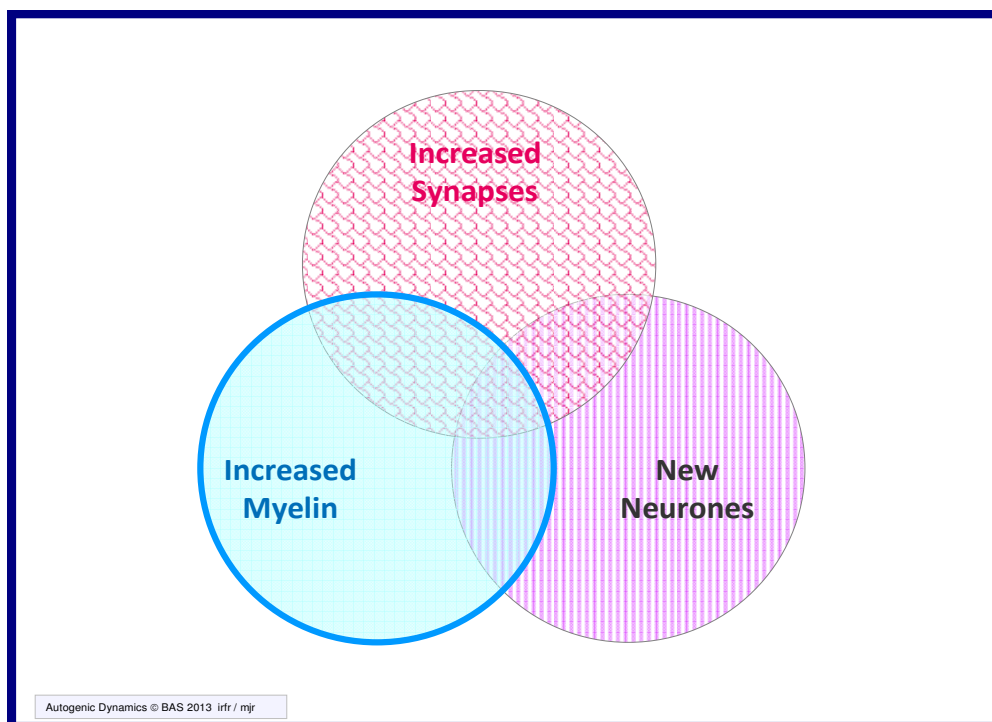 Increased
Synapses
Increased
Myelin
New
Neurones
Autogenic Dynamics © BAS 2013 irfr / mjr